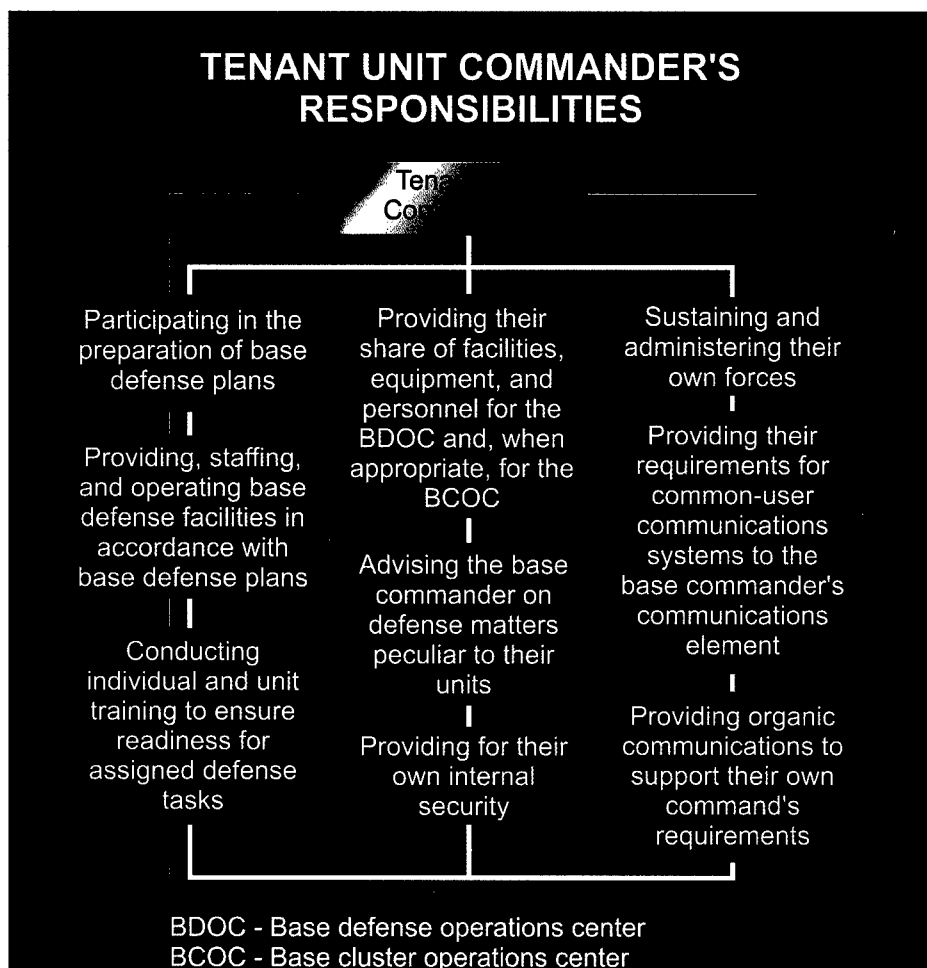 TENANT UNIT COMMANDER'S
RESPONSIBILITIES
Participating in the
preparation of base
defense plans
Providing, staffing,
and operating base
defense facilities in
accordance with
base defense plans
Conducting
individual and unit
training to ensure
readiness for
assigned defense
tasks
Providing their
share of facilities,
equipment, and
personnel for the
BDOC and, when
appropriate, for the
BCOC
Advising the base
commander on
defense matters
peculiar to their
units
Providing for their
own internal
security
Sustaining and
administering their
own forces
Providing their
requirements for
common-user
communications
systems to the
base commander's
communications
element
Providing organic
communications to
support their own
command's
requirements
BDOC - Base defense operations center
BCOC - Base cluster operations center